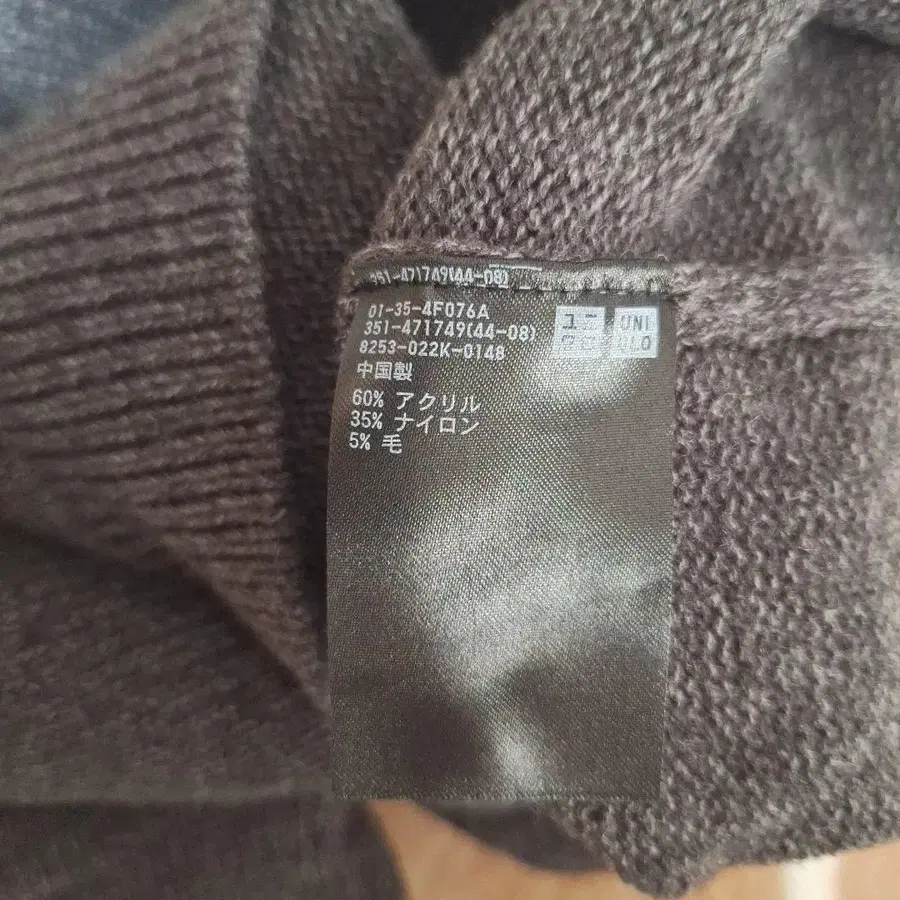 351-471749(44-08)
01-35-4F076A
351-471749(44-08)
8253-022K-0148
中国製
60% アクリル
35% ナイロン
5% 毛
ユニ
クロ
UNI
QLO